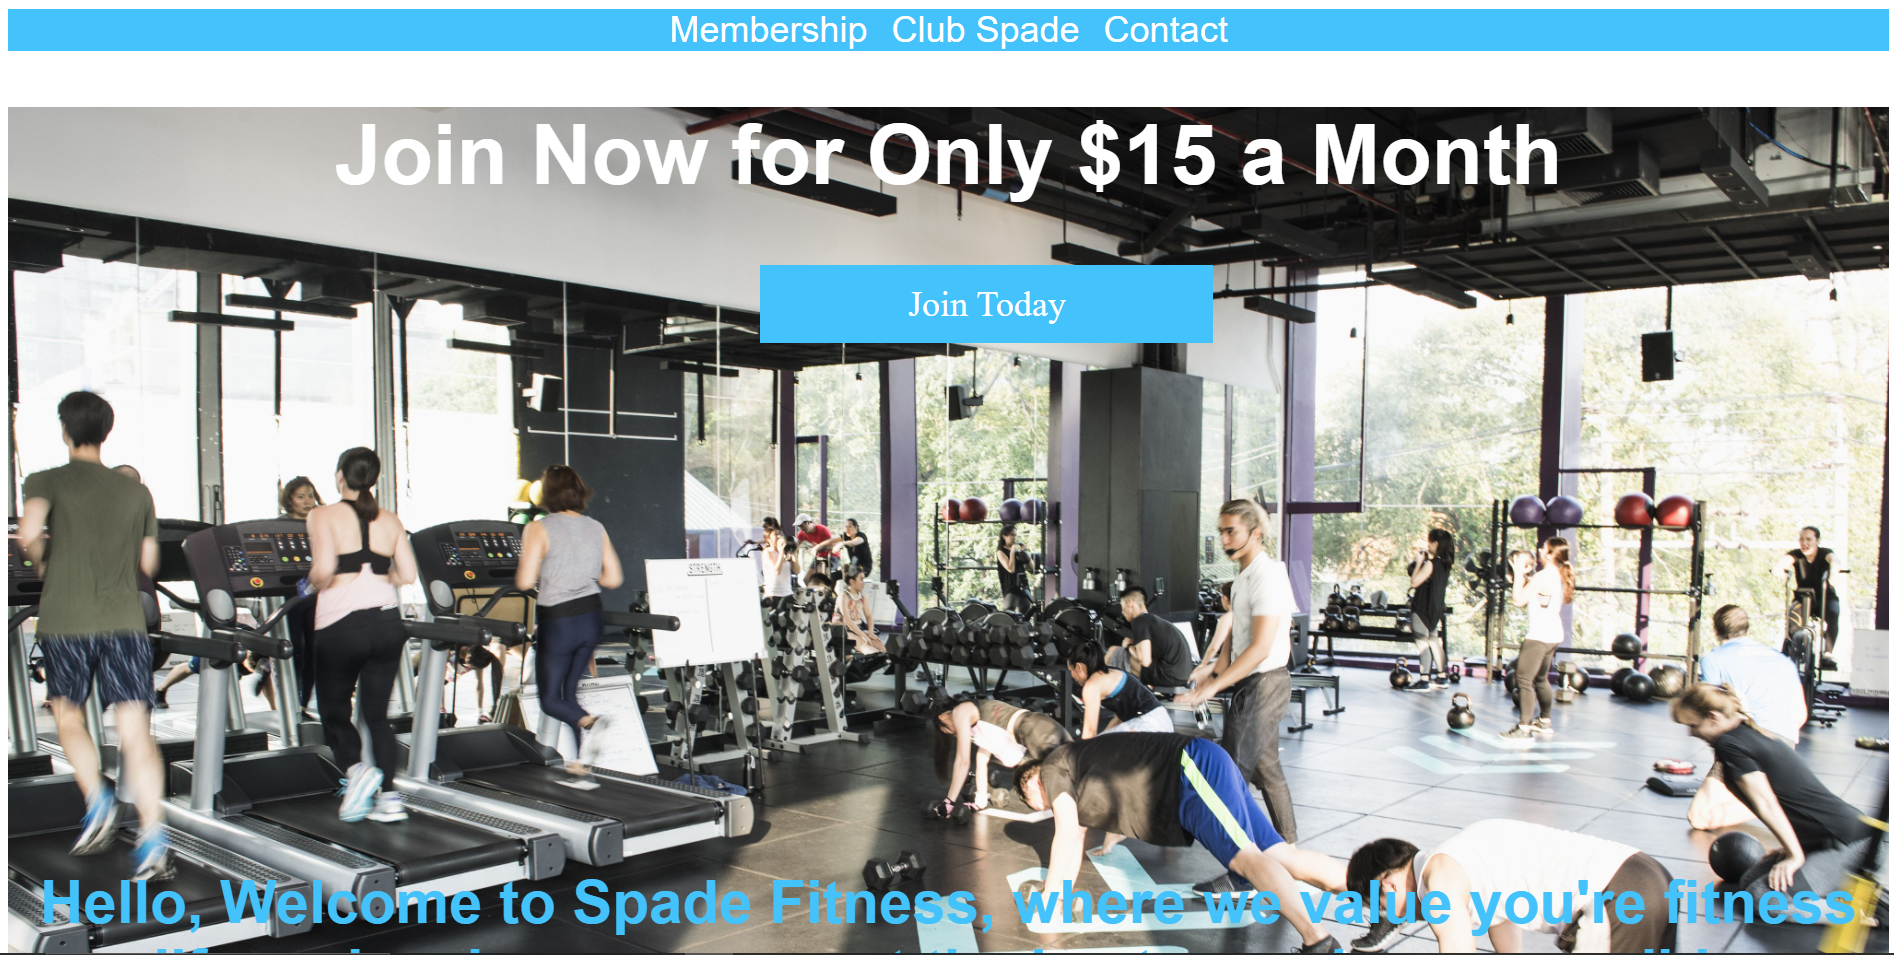 Membership Club Spade Contact
Join Now for Only $15 a Month
Join Today
STRENGTH
Hello, Welcome to Spade Fitness, where we value you're fitness